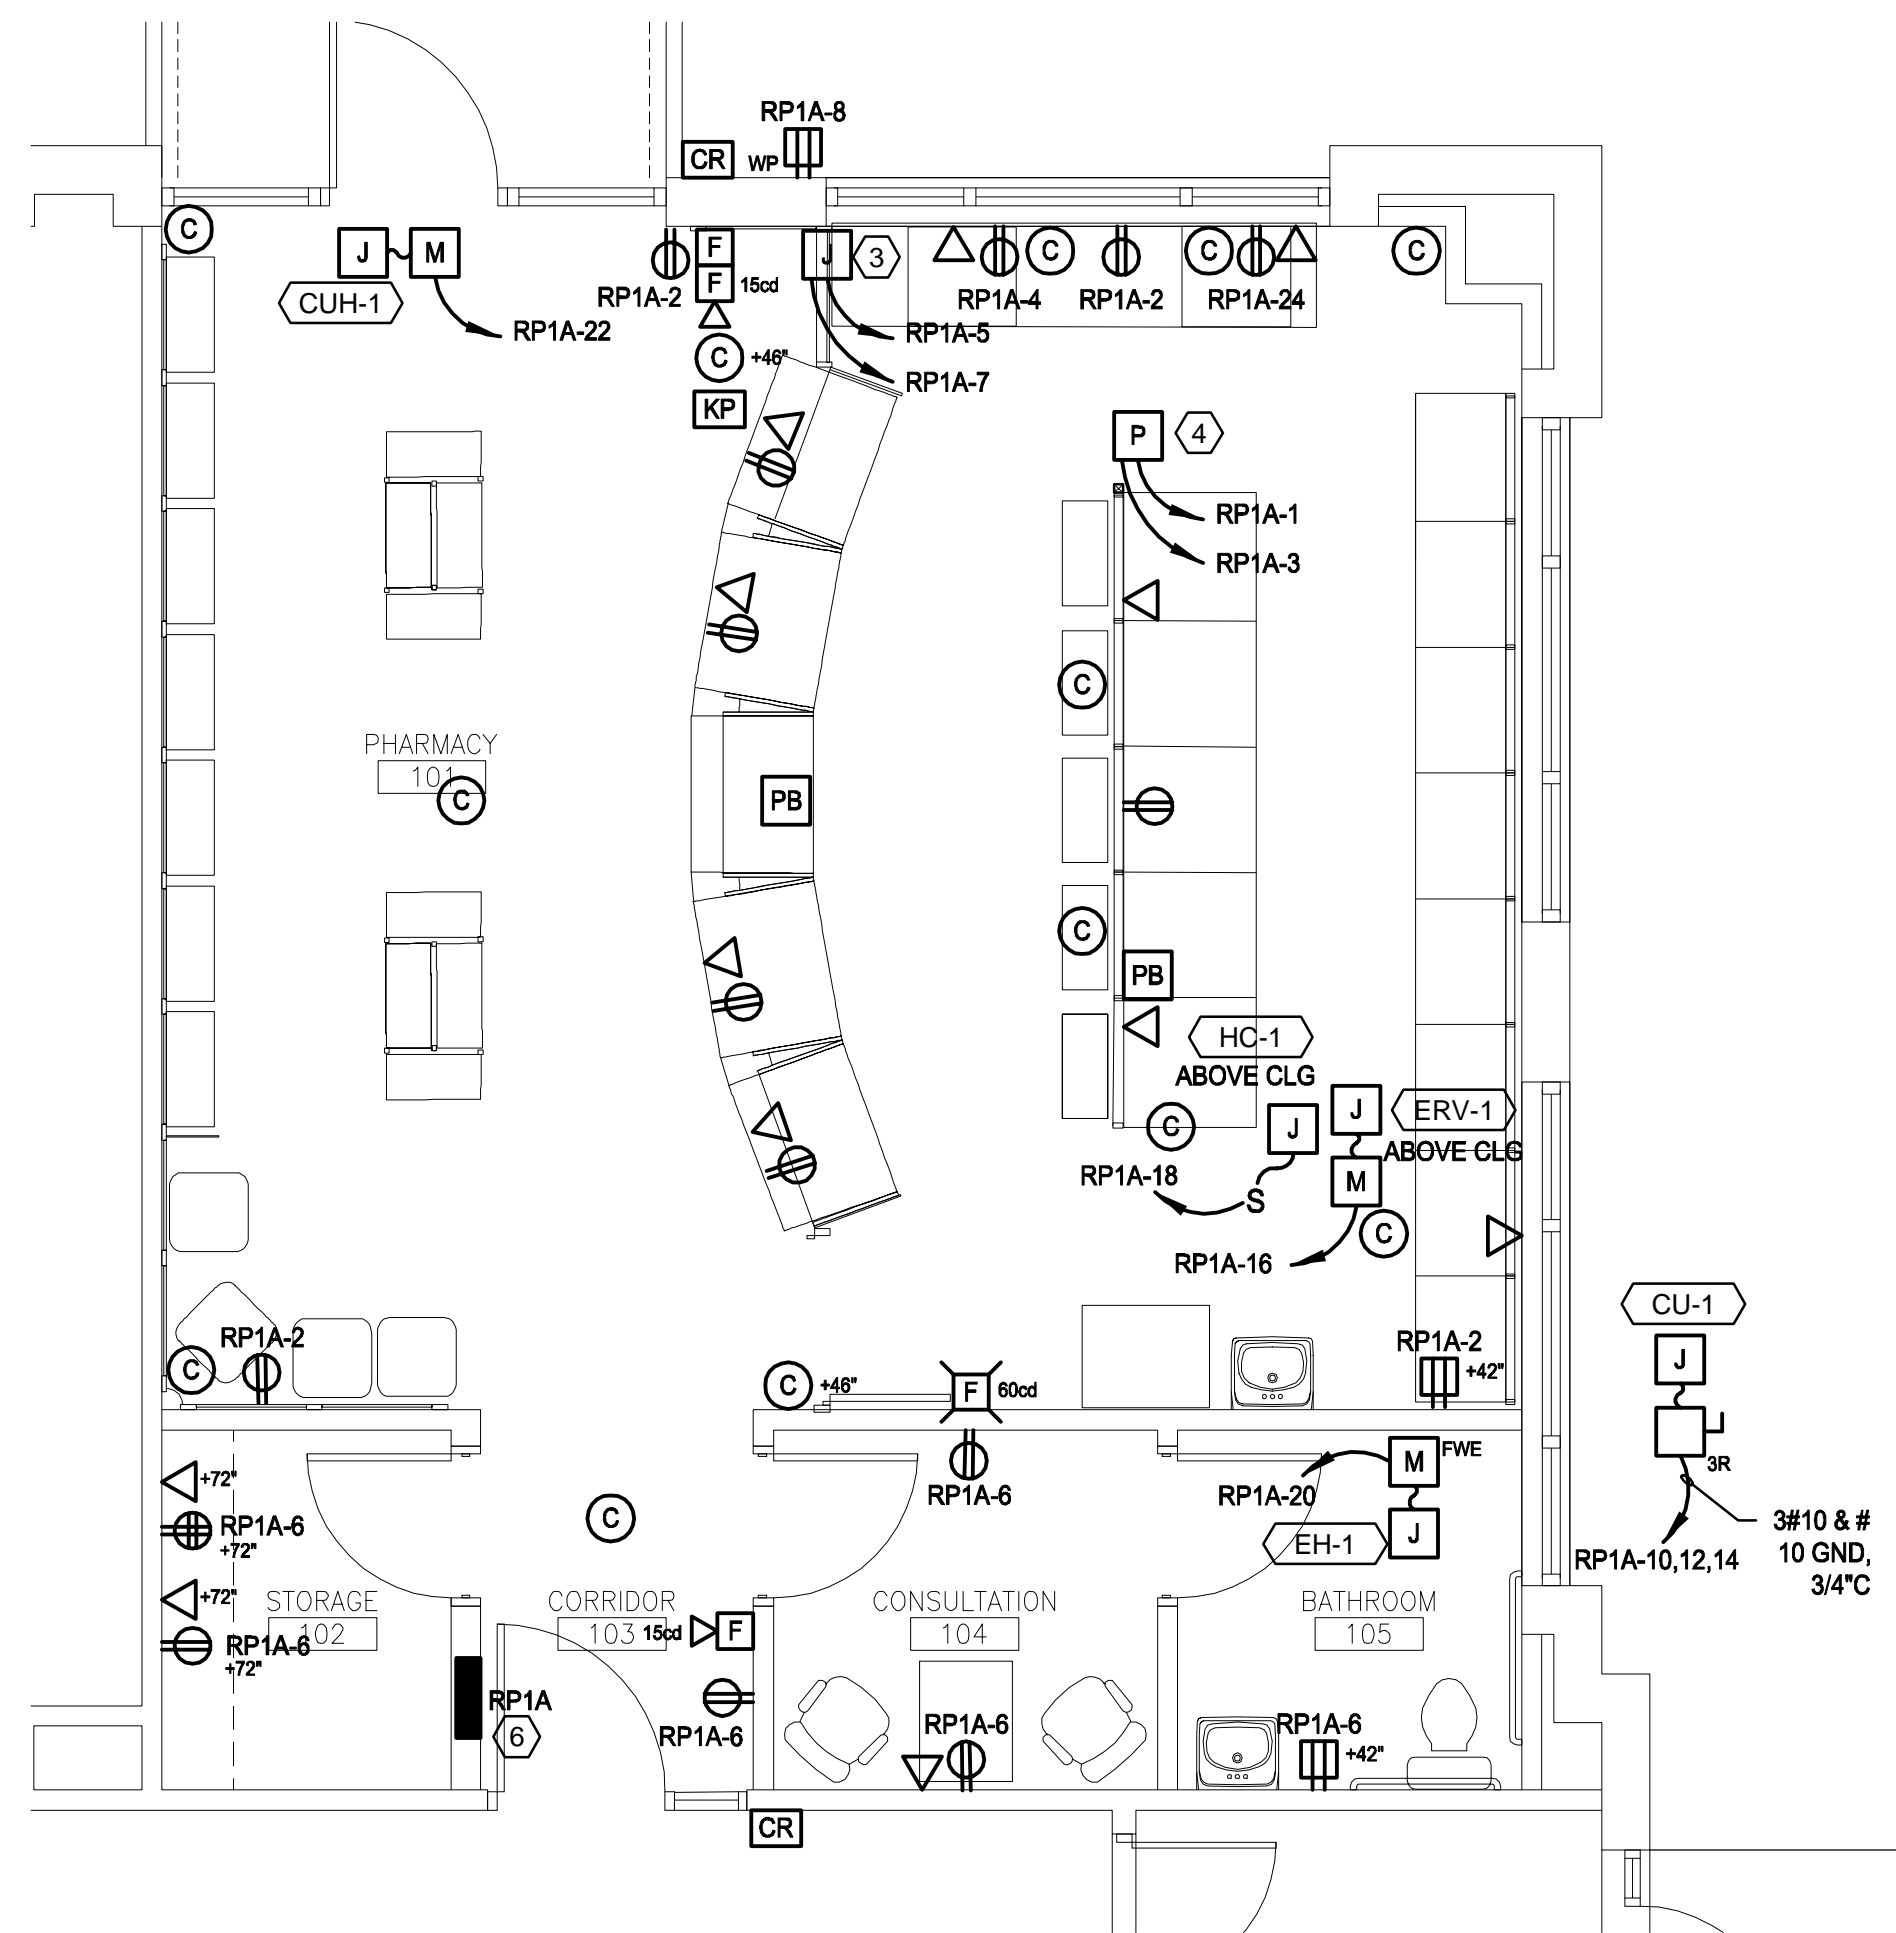 RP1A-8
CR
WP
C
J
M
CUH-1
RP1A-22
RP1A-2
F
F
15cd
C
+46"
KP
J
3
RP1A-5
RP1A-7
C
C
C
RP1A-4
RP1A-2
RP1A-24
P
4
RP1A-1
RP1A-3
C
PHARMACY
101
C
PB
C
PB
HC-1
ABOVE CLG
C
J
J
ERV-1
ABOVE CLG
RP1A-18
S
M
C
RP1A-16
CU-1
J
3R
3#10 & #
10 GND,
3/4"C
RP1A-10,12,14
RP1A-2
C
C
+46"
F
60cd
RP1A-2
+42"
+72"
RP1A-6
+72"
+72"
RP1A-6
+72"
STORAGE
102
C
CORRIDOR
103
15cd
F
RP1A-6
RP1A
6
RP1A-6
CONSULTATION
104
RP1A-6
M
FWE
RP1A-20
EH-1
J
BATHROOM
105
RP1A-6
+42"
CR